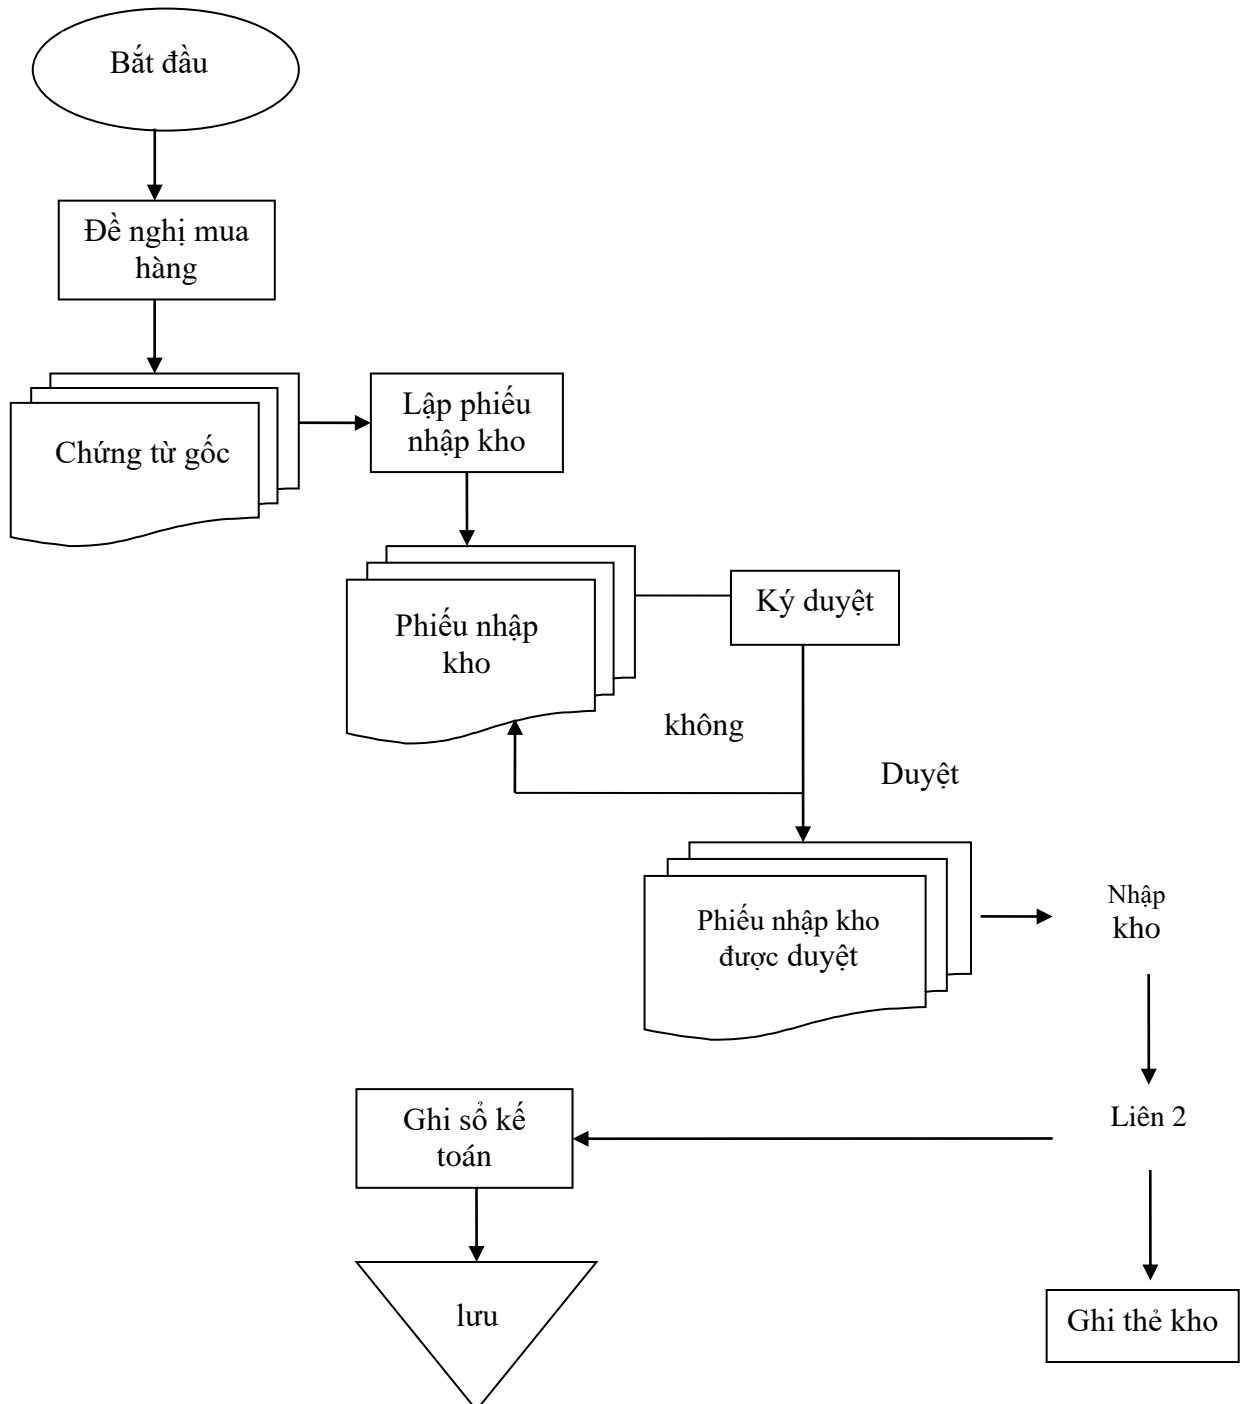 Bắt đầu
Đề nghị mua
hàng
Chứng từ gốc
Lập phiếu
nhập kho
Phiếu nhập
kho
Ký duyệt
không
Duyệt
Phiếu nhập kho
được duyệt
Nhập
kho
Liên 2
Ghi sổ kế
toán
lưu
Ghi thẻ kho